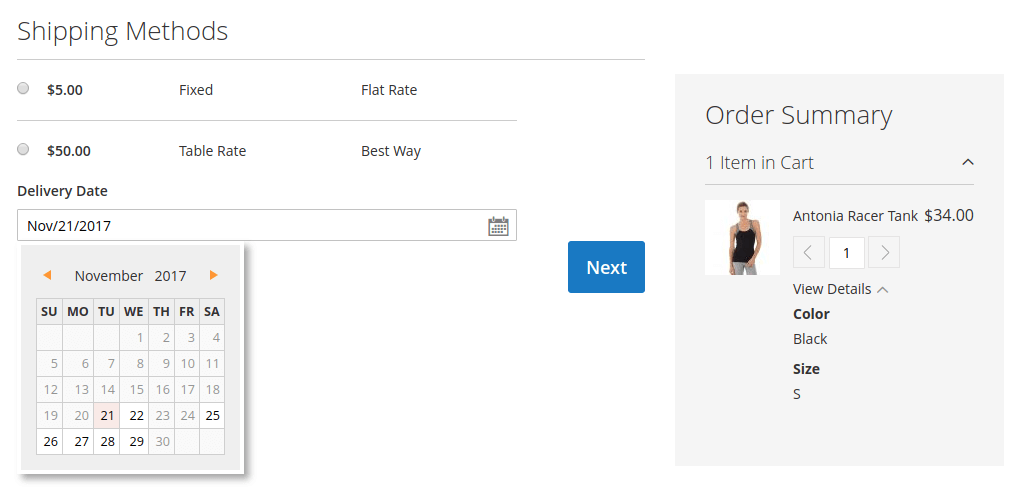 Shipping Methods
$5.00 Fixed Flat Rate
$50.00 Table Rate Best Way
Delivery Date
Nov/21/2017
November 2017
SU MO TU WE TH FR SA
1 2 3 4
5 6 7 8 9 10 11
12 13 14 15 16 17 18
19 20 21 22 23 24 25
26 27 28 29 30
Next
Order Summary
1 Item in Cart
Antonia Racer Tank $34.00
1
View Details
Color
Black
Size
S